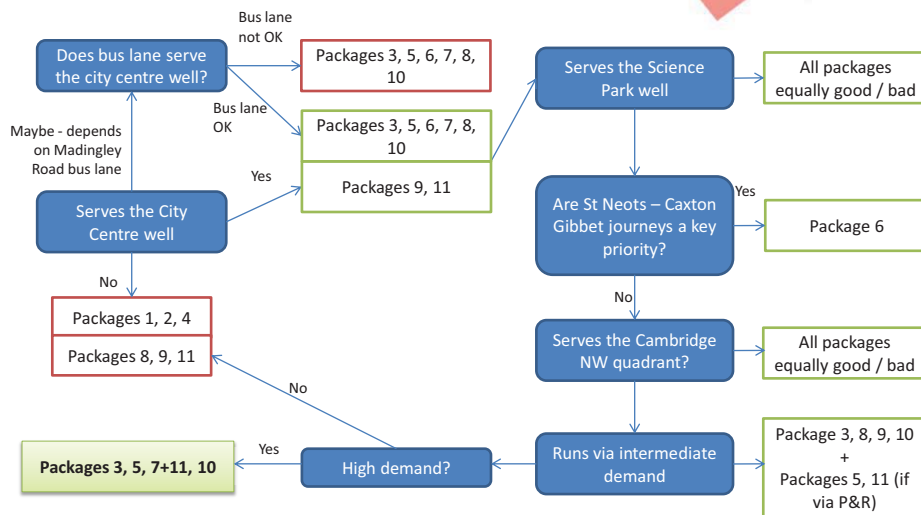 Bus lane
not OK
Does bus lane serve
the city centre well?
Packages 3, 5, 6, 7, 8,
10
Serves the Science
Park well
All packages
equally good / bad
Bus lane
OK
Packages 3, 5, 6, 7, 8,
10
Maybe - depends
on Madingley
Road bus lane
Yes
Packages 9, 11
Serves the City
Centre well
Are St Neots – Caxton
Gibbet journeys a key
priority?
Yes
Package 6
No
Packages 1, 2, 4
Packages 8, 9, 11
No
Serves the Cambridge
NW quadrant?
All packages
equally good / bad
No
Packages 3, 5, 7+11, 10
Yes
High demand?
Runs via intermediate
demand
Package 3, 8, 9, 10
+
Packages 5, 11 (if
via P&R)